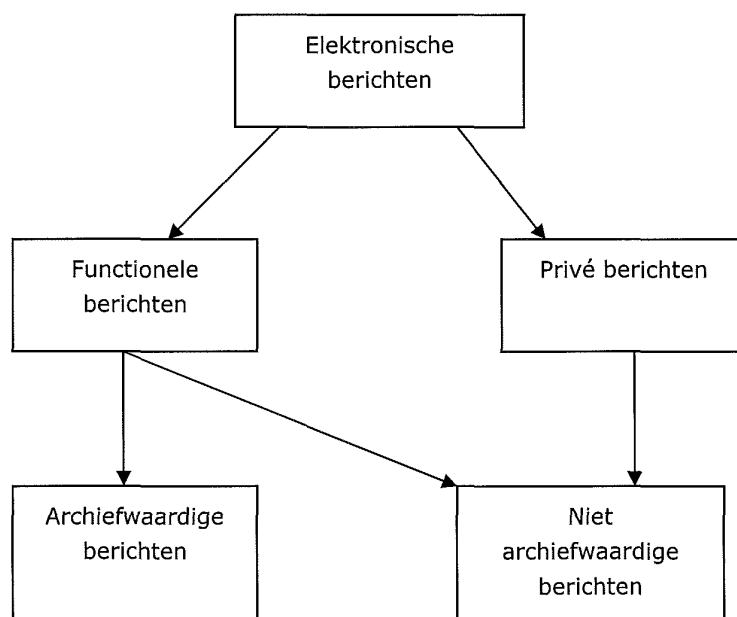 Elektronische
berichten
Functionele
berichten
Privé berichten
Archiefwaardige
berichten
Niet
archiefwaardige
berichten